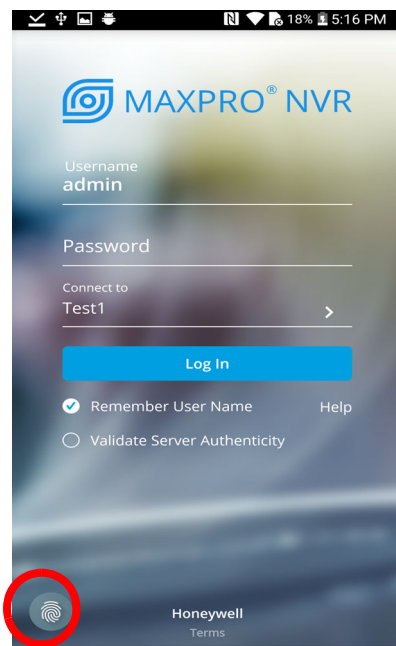 18% 5:16 PM
MAXPRO® NVR
Username
admin
Password
Connect to
Test1
Log In
Remember User Name Help
Validate Server Authenticity
Honeywell
Terms